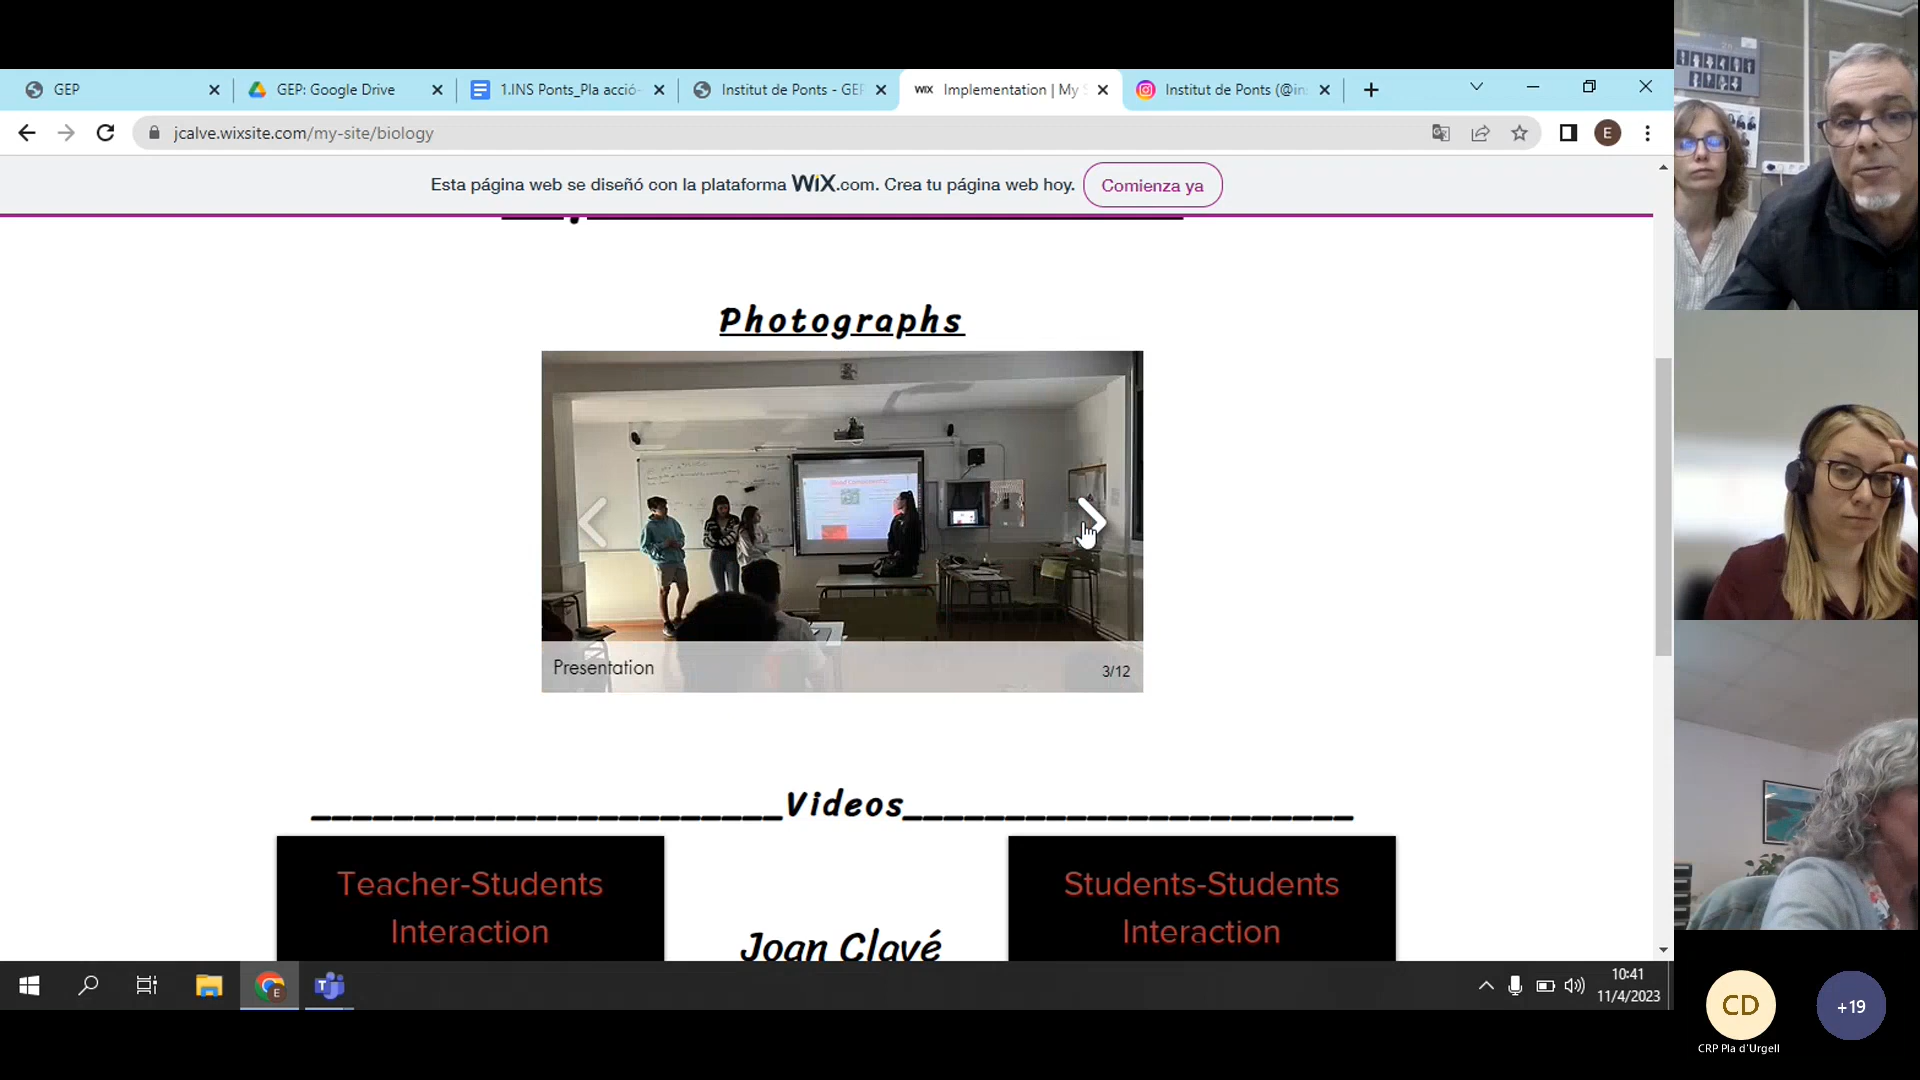 GEP
GEP: Google Drive
1.INS Ponts_Pla acció-
Institut de Ponts - GEP
WiX Implementation | My S
Institut de Ponts (@in
jcalve.wixsite.com/my-site/biology
E
Esta página web se diseñó con la plataforma WiX.com. Crea tu página web hoy.
Comienza ya
Photographs
Presentation
3/12
Videos
Teacher-Students
Interaction
Joan Clavé
Students-Students
Interaction
10:41
11/4/2023
CD
CRP Pla d'Urgell
+19